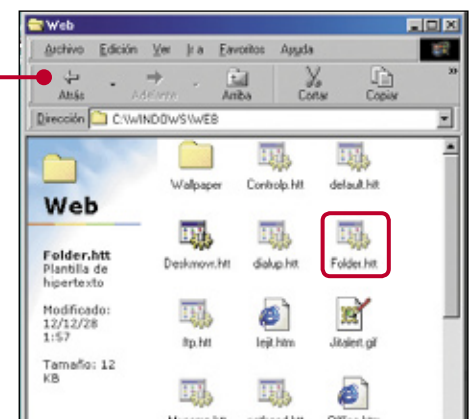 Web
Archivo Edición Ver Ir a Favoritos Ayuda
Atrás Adelante Arriba Cortar Copiar »
Dirección C:\WINDOWS\WEB
Web
Folder.htt
Plantilla de
hipertexto
Modificado:
12/12/28
1:57
Tamaño: 12
KB
Wallpaper Controlp.htt default.htt
Deskmovr.htt dialup.htt Folder.htt
ftp.htt lejit.htm Jitalert.gif